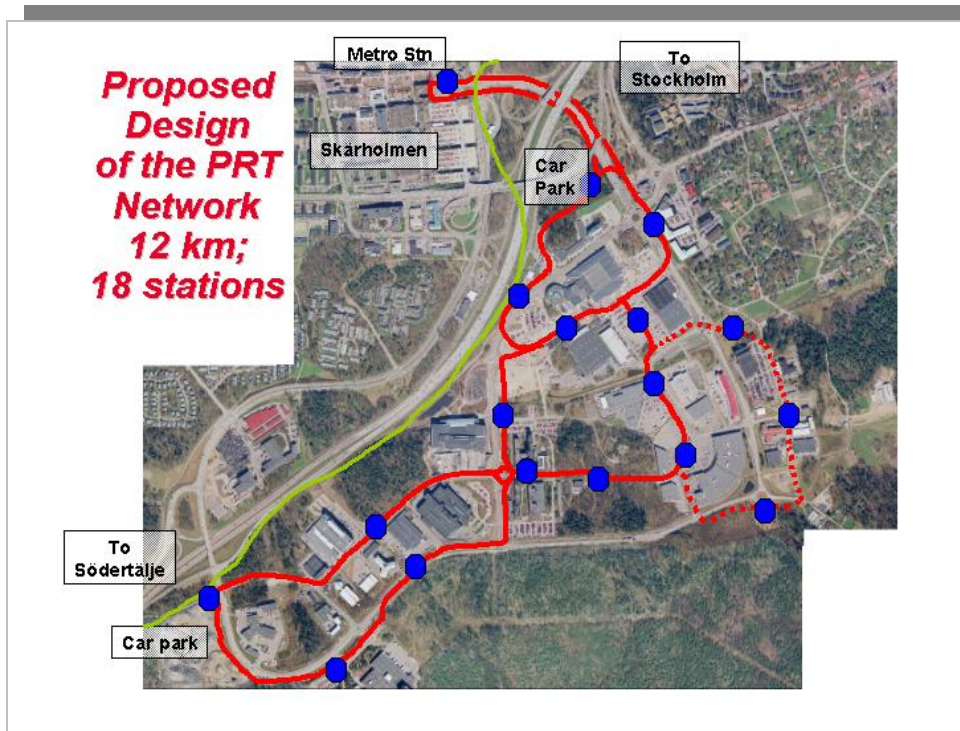 Proposed
Design
of the PRT
Network
12 km;
18 stations
Metro Stn
To
Stockholm
Skärholmen
Car
Park
To
Södertälje
Car park